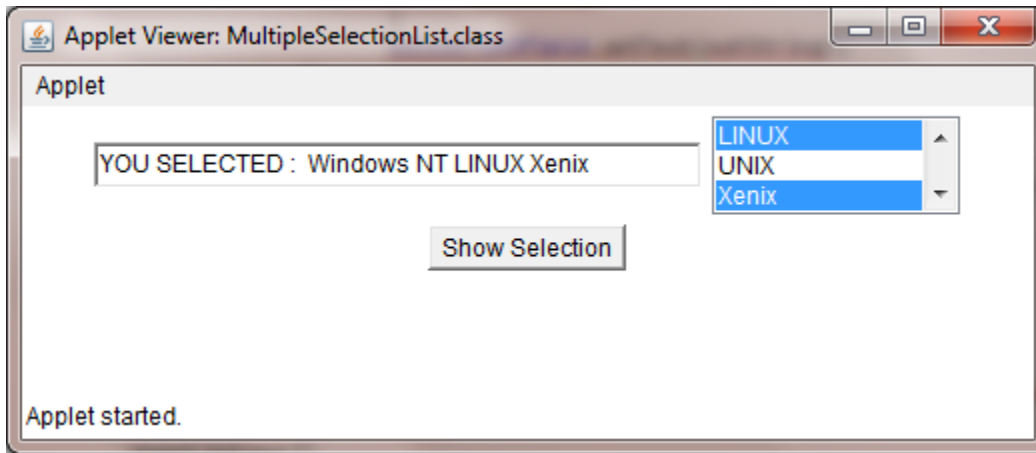 Applet Viewer: MultipleSelectionList.class
Applet
YOU SELECTED :  Windows NT LINUX Xenix
LINUX
UNIX
Xenix
Show Selection
Applet started.